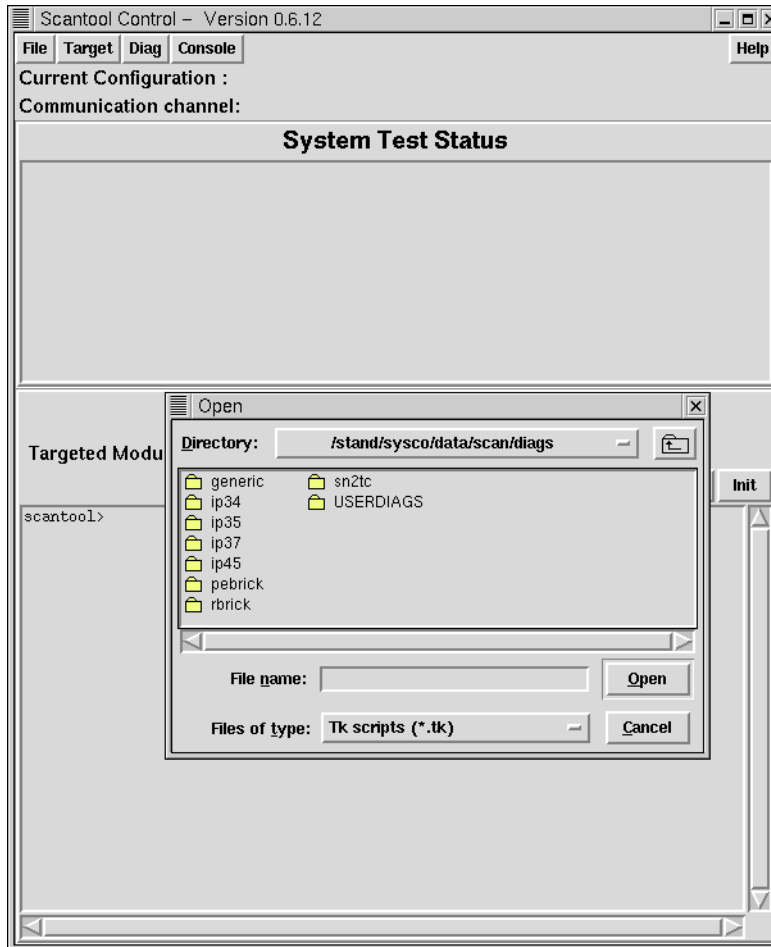 Scantool Control – Version 0.6.12
File Target Diag Console Help
Current Configuration :
Communication channel:
System Test Status
Open
Directory: /stand/sysco/data/scan/diags
generic sn2tc
ip34 USERDIAGS
ip35
ip37
ip45
pebrick
rbrick
File name: Open
Files of type: Tk scripts (*.tk) Cancel
Targeted Modu
Init
scantool>